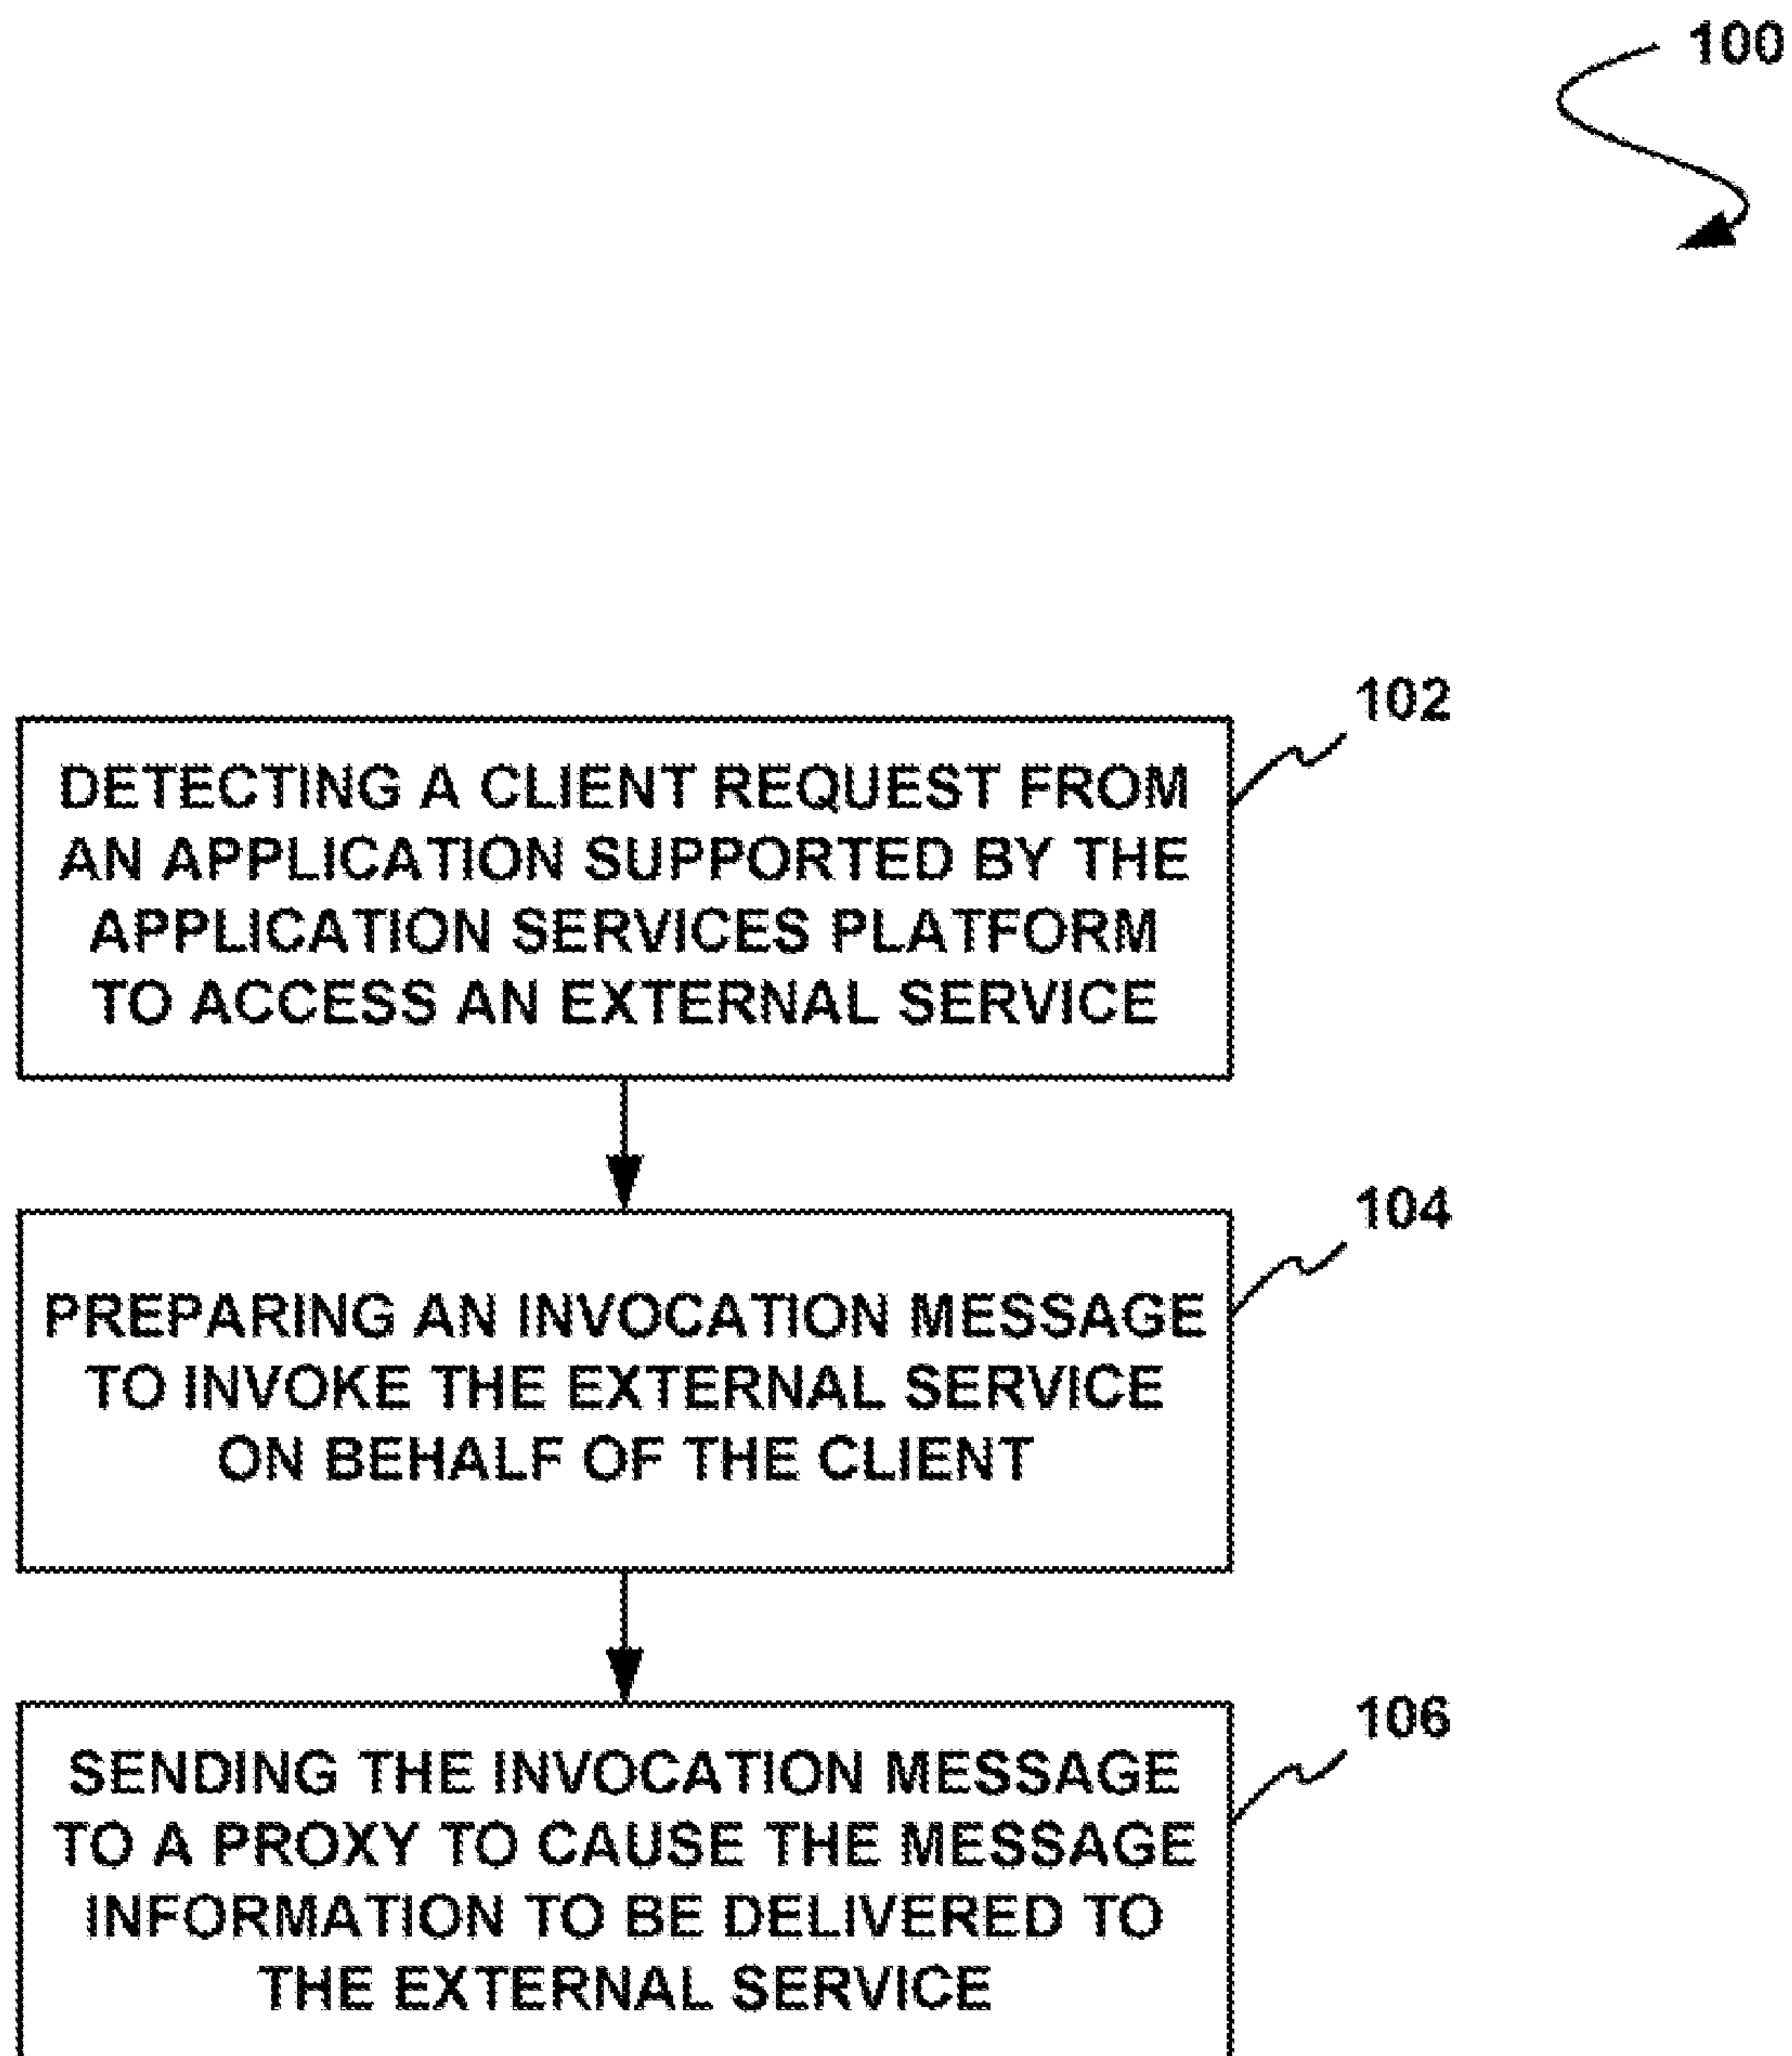 100
102
DETECTING A CLIENT REQUEST FROM
AN APPLICATION SUPPORTED BY THE
APPLICATION SERVICES PLATFORM
TO ACCESS AN EXTERNAL SERVICE
104
PREPARING AN INVOCATION MESSAGE
TO INVOKE THE EXTERNAL SERVICE
ON BEHALF OF THE CLIENT
106
SENDING THE INVOCATION MESSAGE
TO A PROXY TO CAUSE THE MESSAGE
INFORMATION TO BE DELIVERED TO
THE EXTERNAL SERVICE